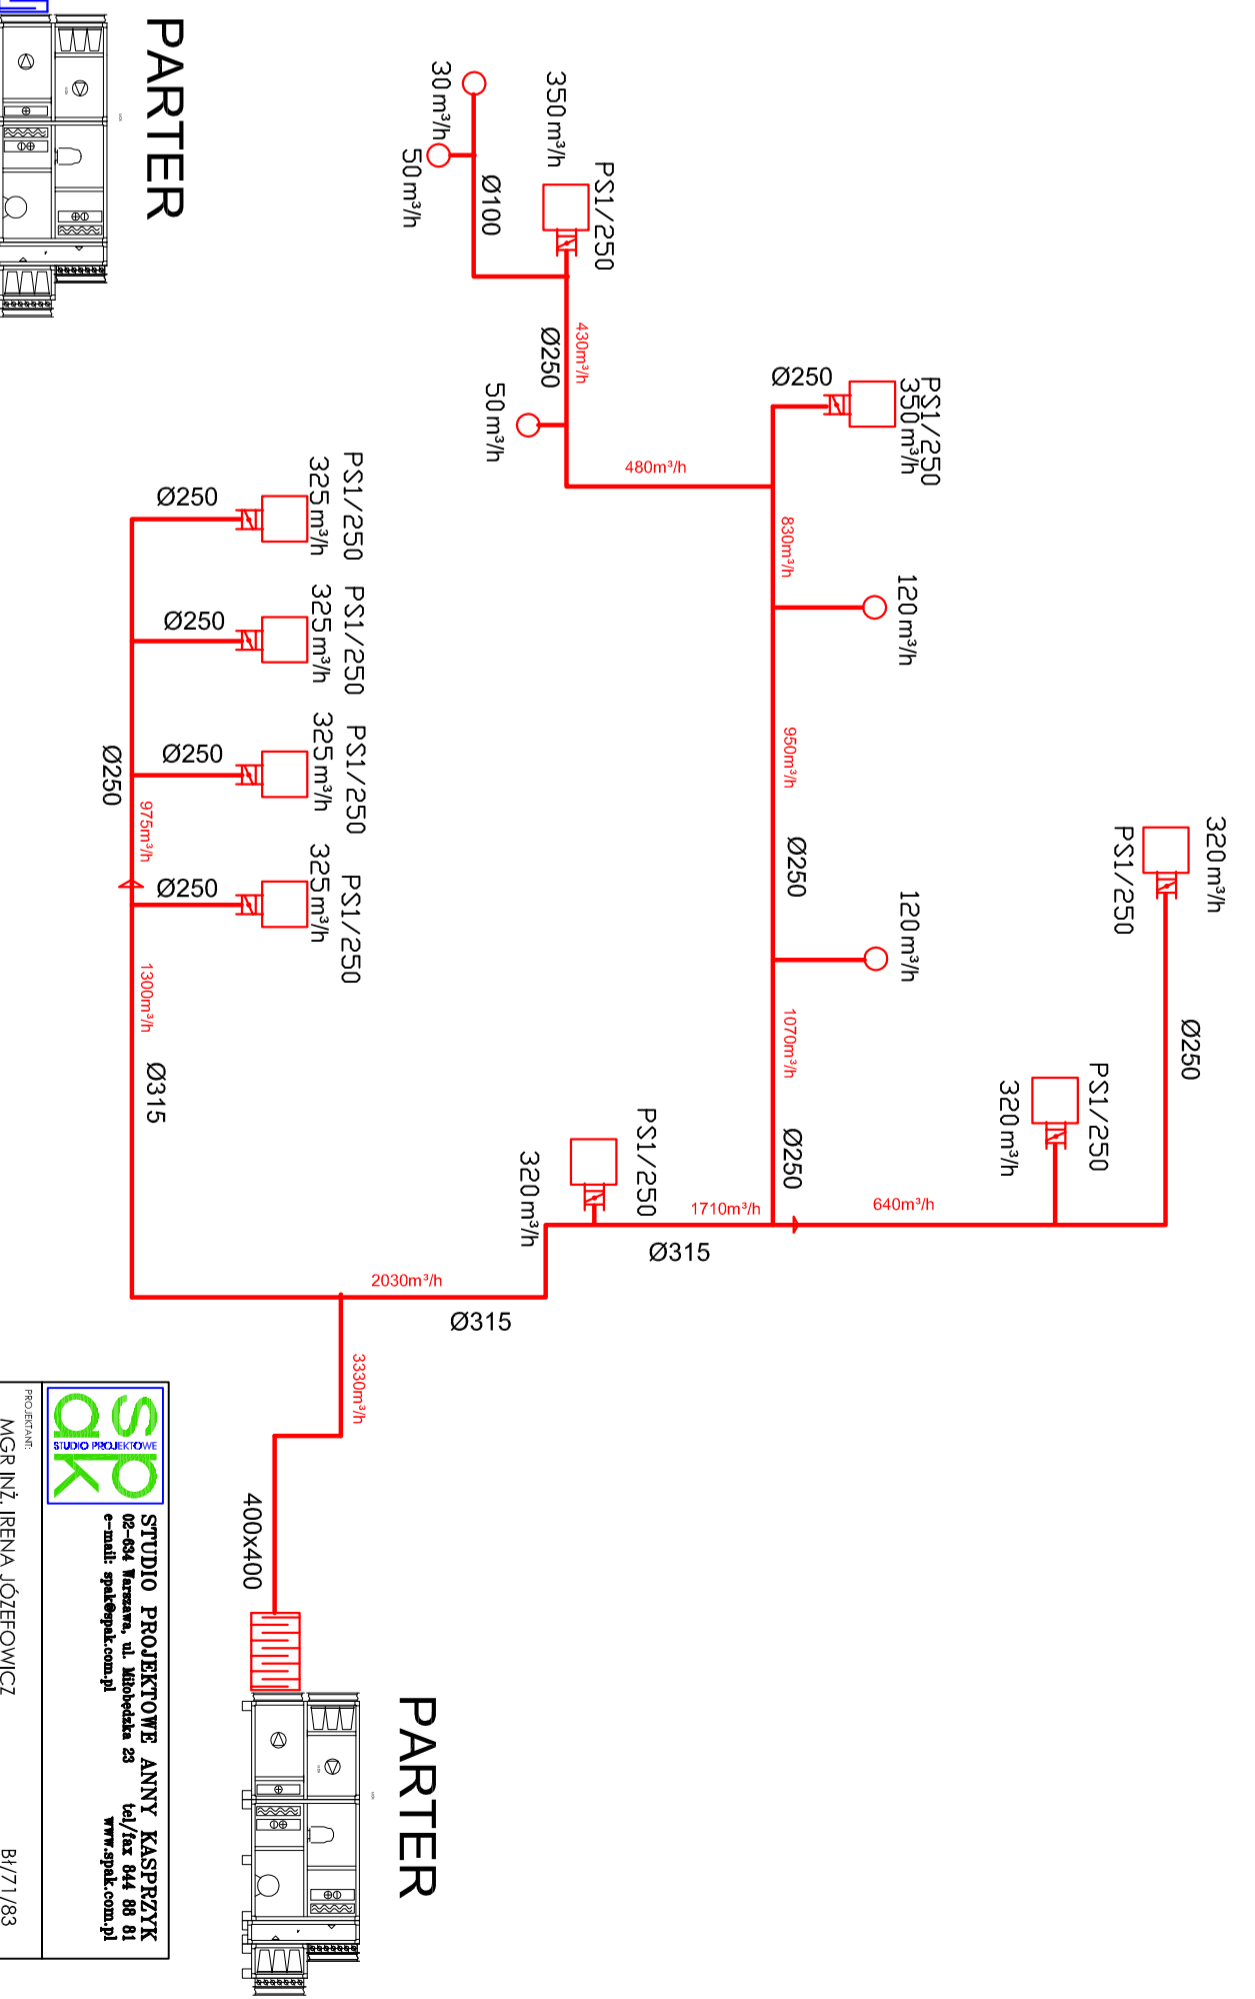 PARTER
350m³/h
PS1/250
30m³/h
50m³/h
Ø100
430m³/h
Ø250
50m³/h
480m³/h
Ø250
PS1/250
350m³/h
830m³/h
120m³/h
950m³/h
Ø250
120m³/h
1070m³/h
Ø250
320m³/h
PS1/250
Ø250
PS1/250
320m³/h
640m³/h
PS1/250
320m³/h
1710m³/h
Ø315
2030m³/h
Ø315
PS1/250
325m³/h
Ø250
PS1/250
325m³/h
Ø250
PS1/250
325m³/h
Ø250
PS1/250
325m³/h
Ø250
Ø250
975m³/h
1300m³/h
Ø315
3330m³/h
400x400
PARTER
sp
STUDIO PROJEKTOWE
ak
STUDIO PROJEKTOWE ANNY KASPRZYK
02-634 Warszawa, ul. Miłobędzka 23 tel/fax 844 88 81
e-mail: spak@spak.com.pl www.spak.com.pl
PROJEKTANT:
MGR INŻ. IRENA JÓZEFOWICZ Bł/71/83